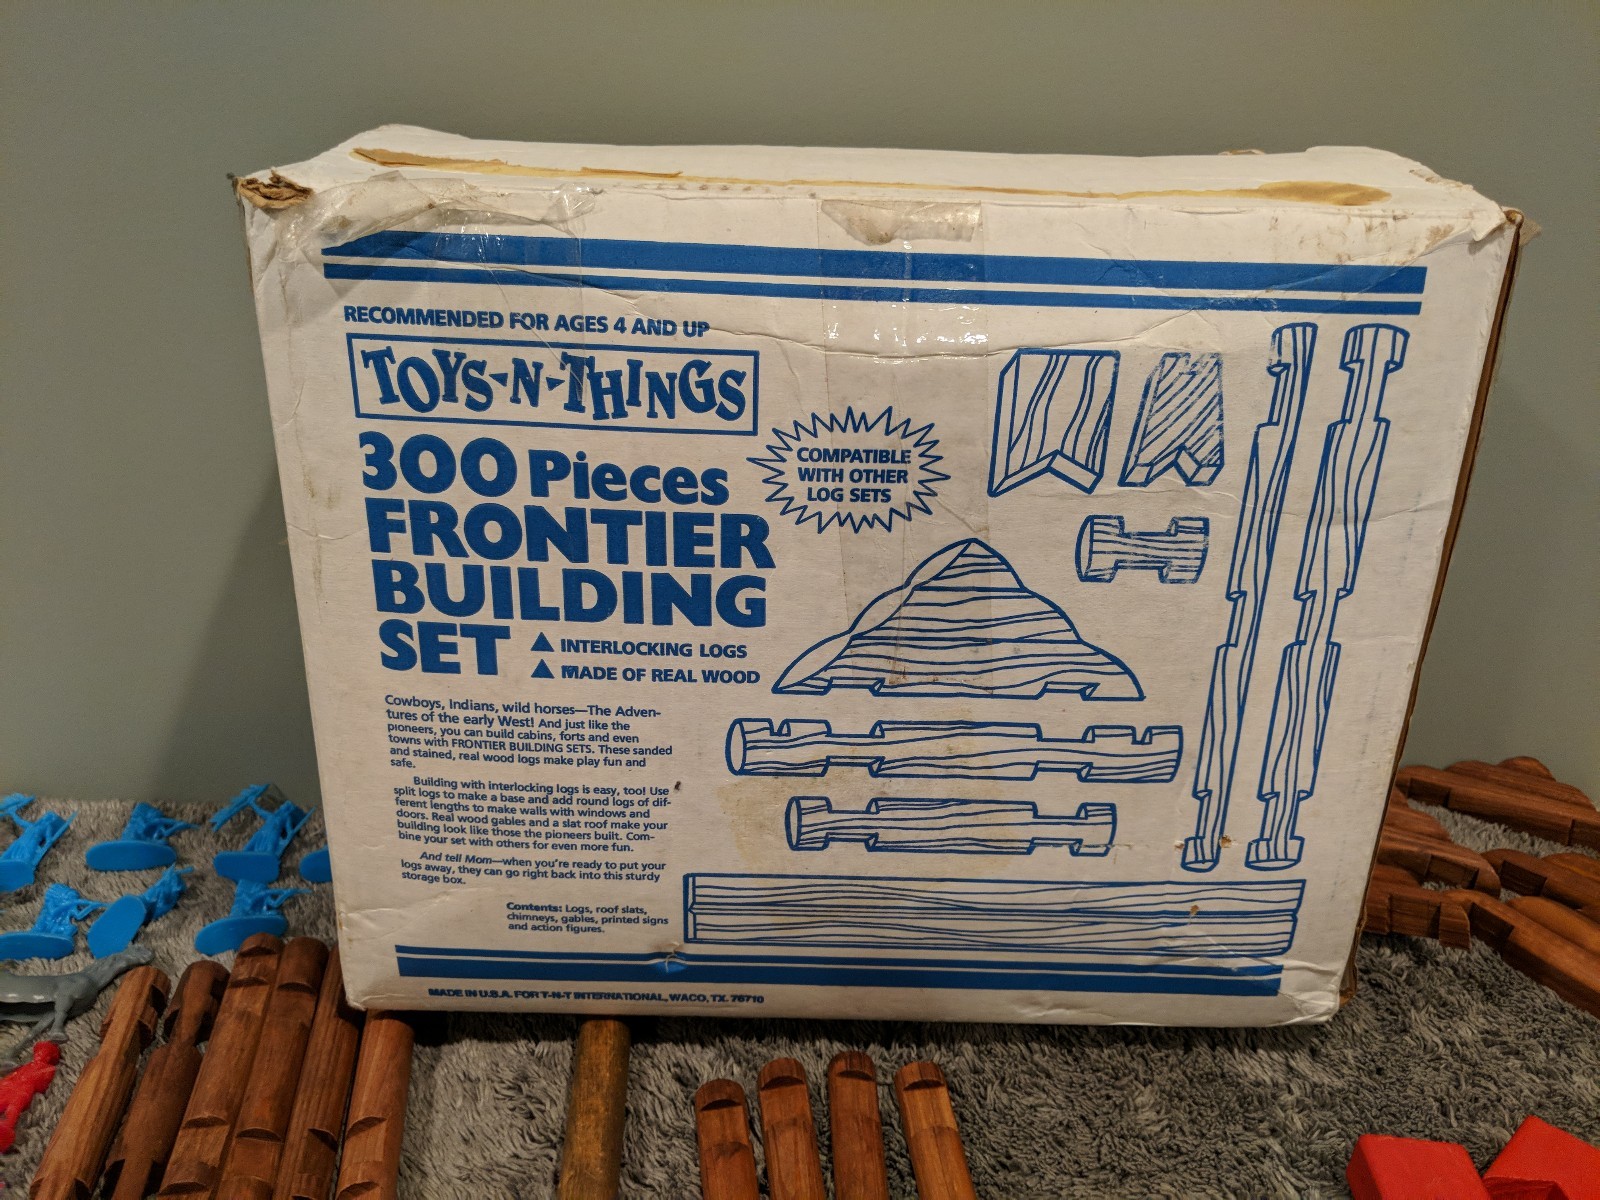 RECOMMENDED FOR AGES 4 AND UP
TOYS-N-THINGS
300 Pieces
FRONTIER
BUILDING
SET
▲ INTERLOCKING LOGS
▲ MADE OF REAL WOOD
COMPATIBLE
WITH OTHER
LOG SETS
Cowboys, Indians, wild horses—The Adven-
tures of the early West! And just like the
pioneers, you can build cabins, forts and even
towns with FRONTIER BUILDING SETS. These sanded
and stained, real wood logs make play fun and
safe.
Building with interlocking logs is easy, too! Use
split logs to make a base and add round logs of dif-
ferent lengths to make walls with windows and
doors. Real wood gables and a slat roof make your
building look like those the pioneers built. Com-
bine your set with others for even more fun.
And tell Mom—when you're ready to put your
logs away, they can go right back into this sturdy
storage box.
Contents: Logs, roof slats,
chimneys, gables, printed signs
and action figures.
MADE IN U.S.A. FOR T-N-T INTERNATIONAL, WACO, TX. 76710